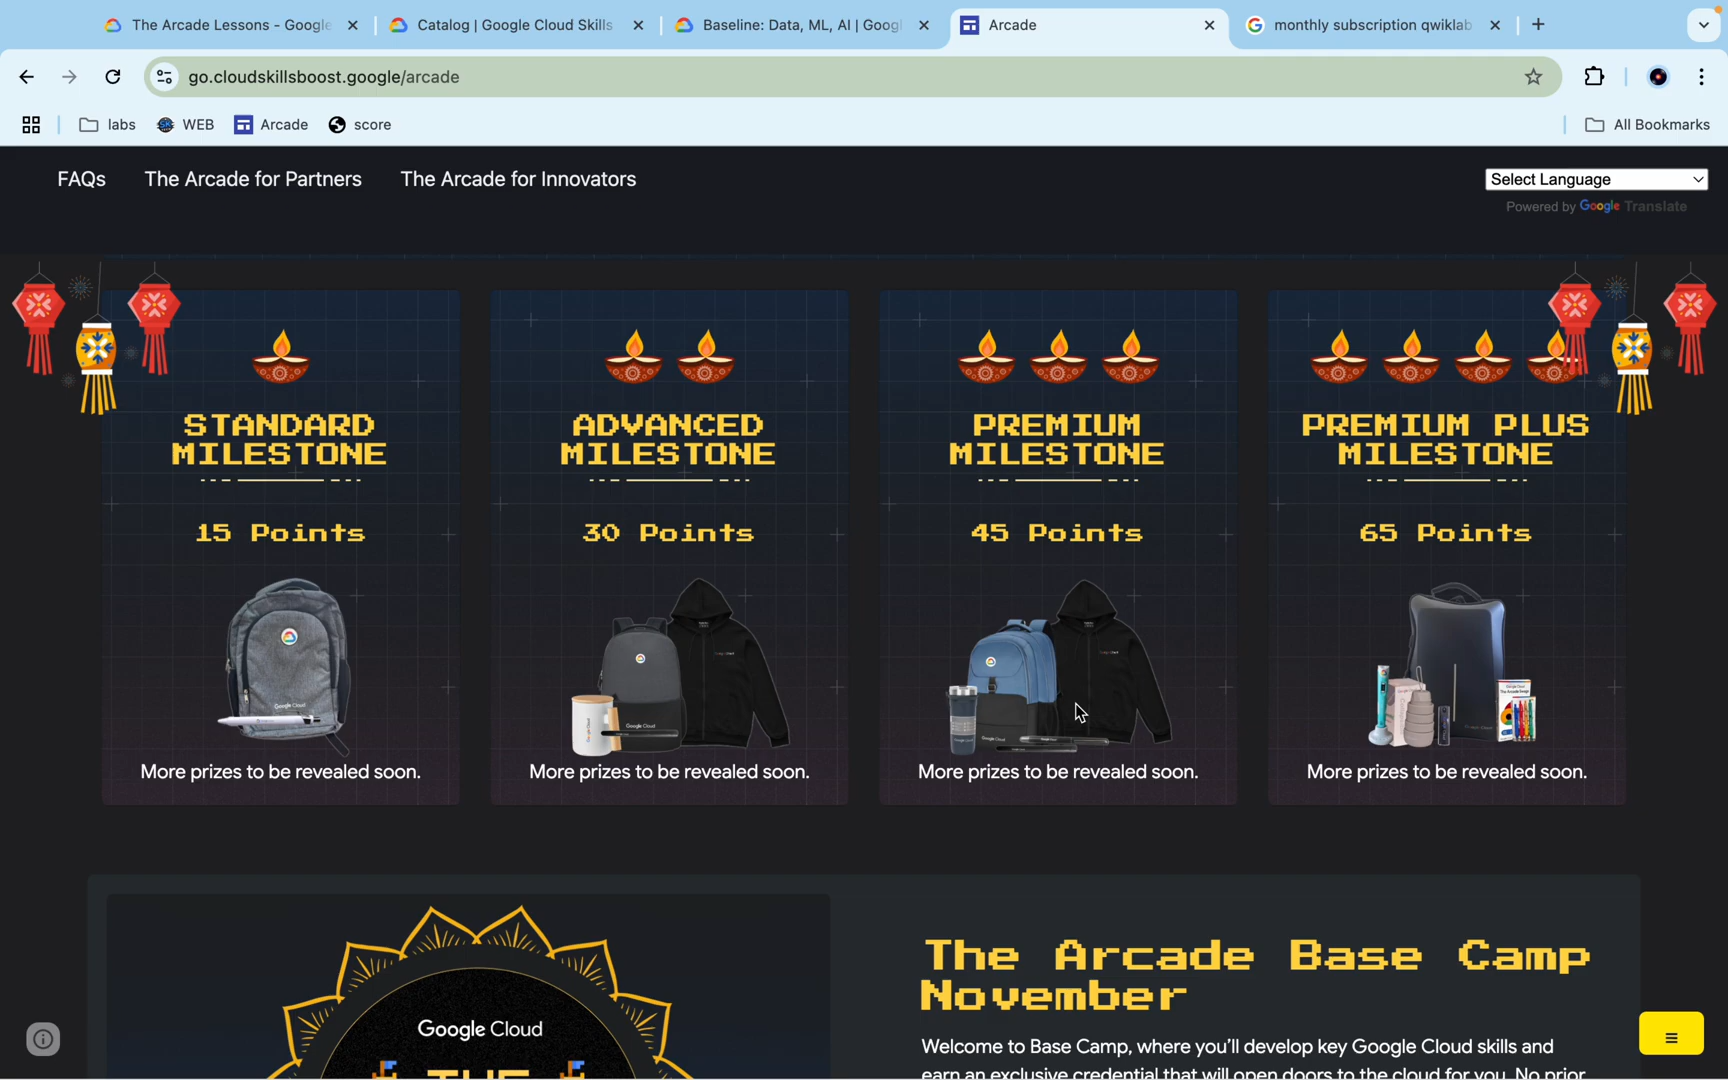 The Arcade Lessons - Google
Catalog | Google Cloud Skills
Baseline: Data, ML, AI | Googl
Arcade
monthly subscription qwiklab
go.cloudskillsboost.google/arcade
labs
WEB
Arcade
score
All Bookmarks
FAQs
The Arcade for Partners
The Arcade for Innovators
Select Language
Powered by Google Translate
STANDARD
MILESTONE
15 Points
More prizes to be revealed soon.
ADVANCED
MILESTONE
30 Points
Google Cloud
More prizes to be revealed soon.
PREMIUM
MILESTONE
45 Points
More prizes to be revealed soon.
PREMIUM PLUS
MILESTONE
65 Points
More prizes to be revealed soon.
Google Cloud
THE
The Arcade Base Camp
November
Welcome to Base Camp, where you'll develop key Google Cloud skills and
earn an exclusive credential that will open doors to the cloud for you. No prior